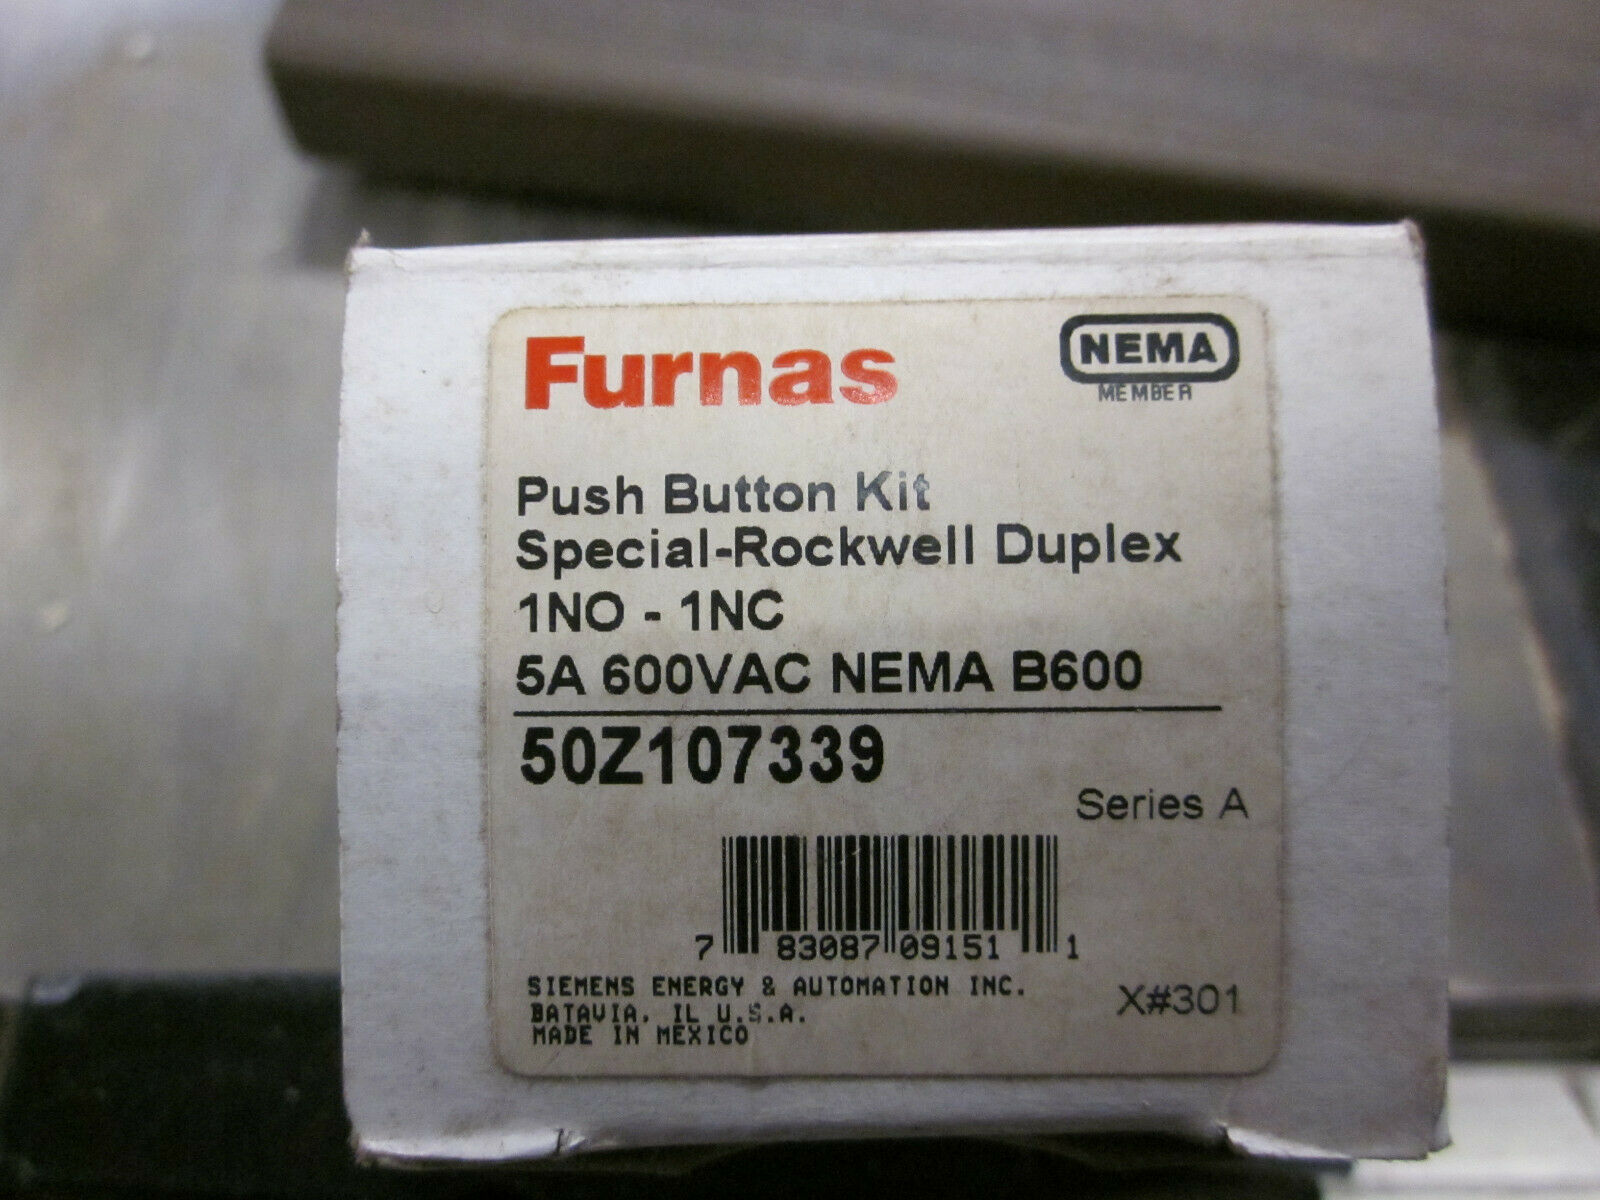 Furnas
NEMA
MEMBER
Push Button Kit
Special-Rockwell Duplex
1NO - 1NC
5A 600VAC NEMA B600
50Z107339
Series A
7 83087 09151 1
SIEMENS ENERGY & AUTOMATION INC.
BATAVIA, IL U.S.A.
MADE IN MEXICO
X#301